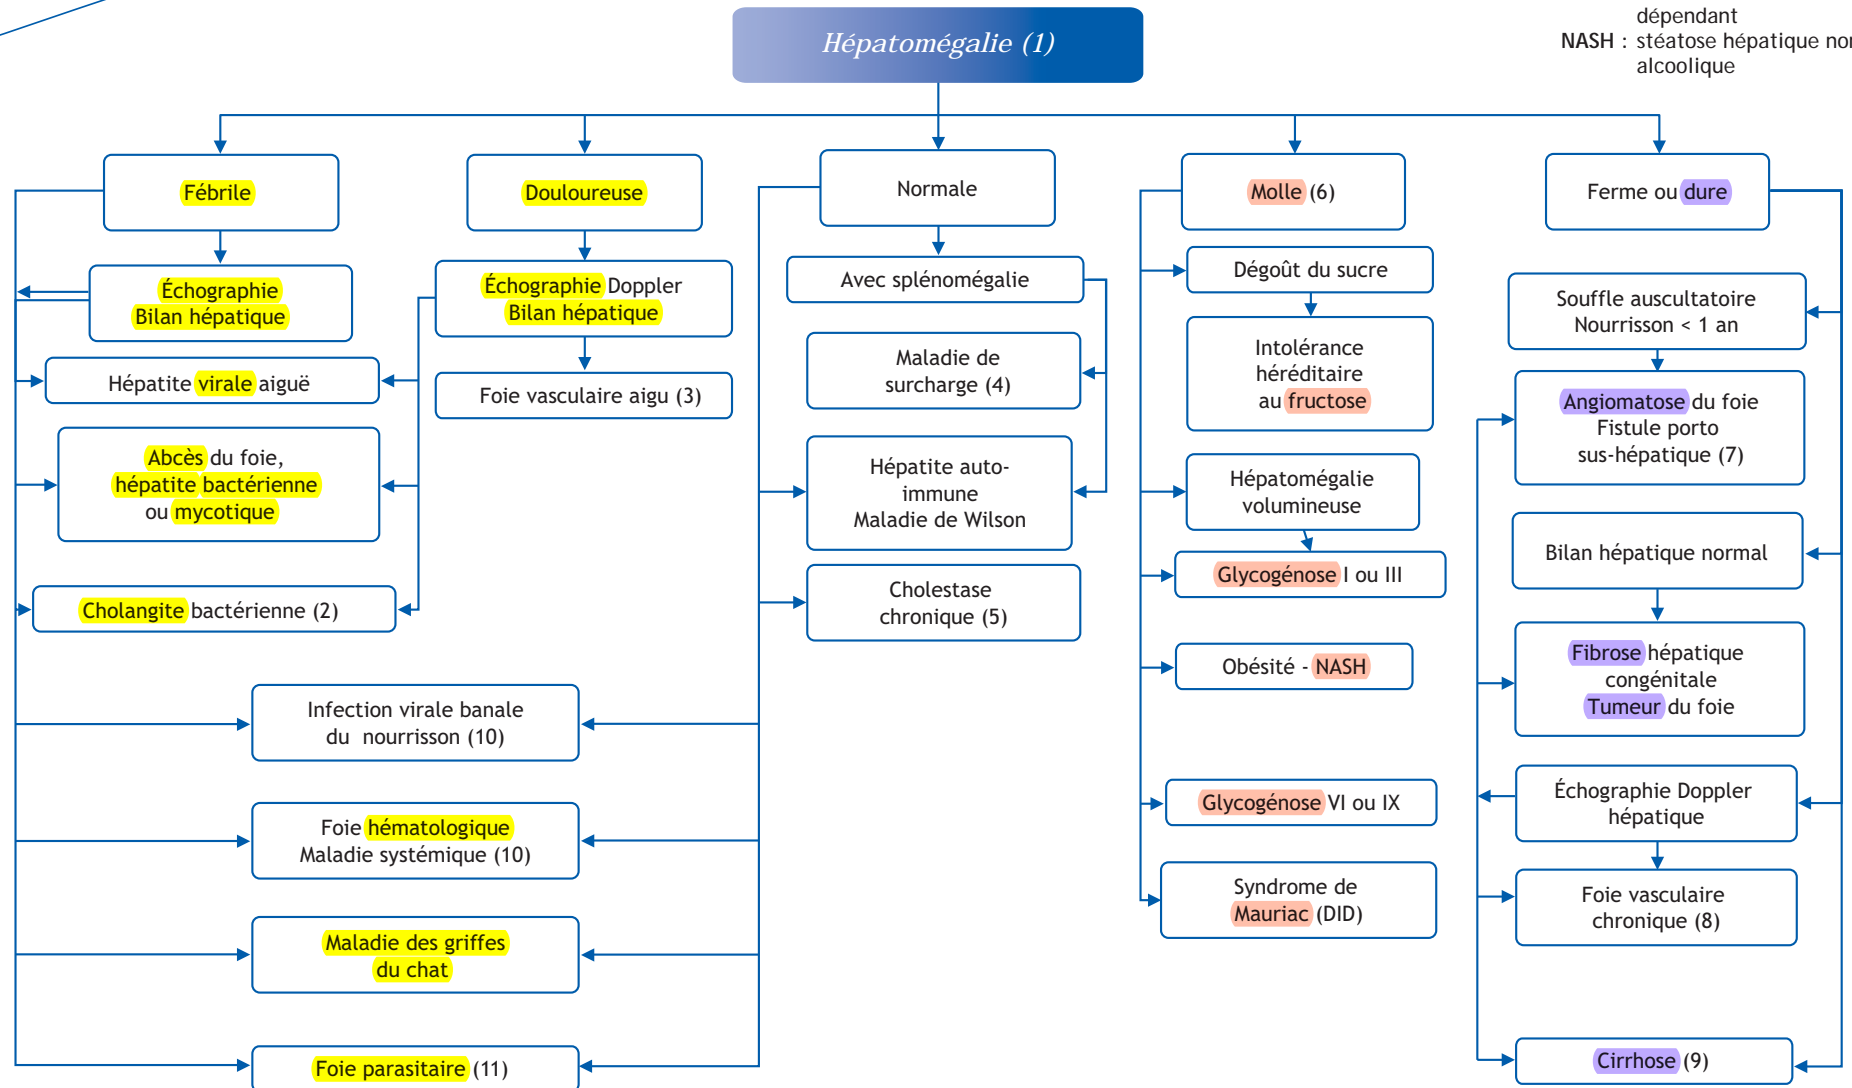 dépendant
NASH : stéatose hépatique non
alcoolique
Hépatomégalie (1)
Fébrile
Douloureuse
Normale
Molle (6)
Ferme ou dure
Échographie
Bilan hépatique
Échographie Doppler
Bilan hépatique
Avec splénomégalie
Dégoût du sucre
Souffle auscultatoire
Nourrisson < 1 an
Hépatite virale aiguë
Foie vasculaire aigu (3)
Maladie de
surcharge (4)
Intolérance
héréditaire
au fructose
Angiomatose du foie
Fistule porto
sus-hépatique (7)
Abcès du foie,
hépatite bactérienne
ou mycotique
Hépatite auto-
immune
Maladie de Wilson
Hépatomégalie
volumineuse
Bilan hépatique normal
Cholangite bactérienne (2)
Cholestase
chronique (5)
Glycogénose I ou III
Obésité - NASH
Fibrose hépatique
congénitale
Tumeur du foie
Infection virale banale
du nourrisson (10)
Glycogénose VI ou IX
Échographie Doppler
hépatique
Foie hématologique
Maladie systémique (10)
Syndrome de
Mauriac (DID)
Foie vasculaire
chronique (8)
Maladie des griffes
du chat
Foie parasitaire (11)
Cirrhose (9)